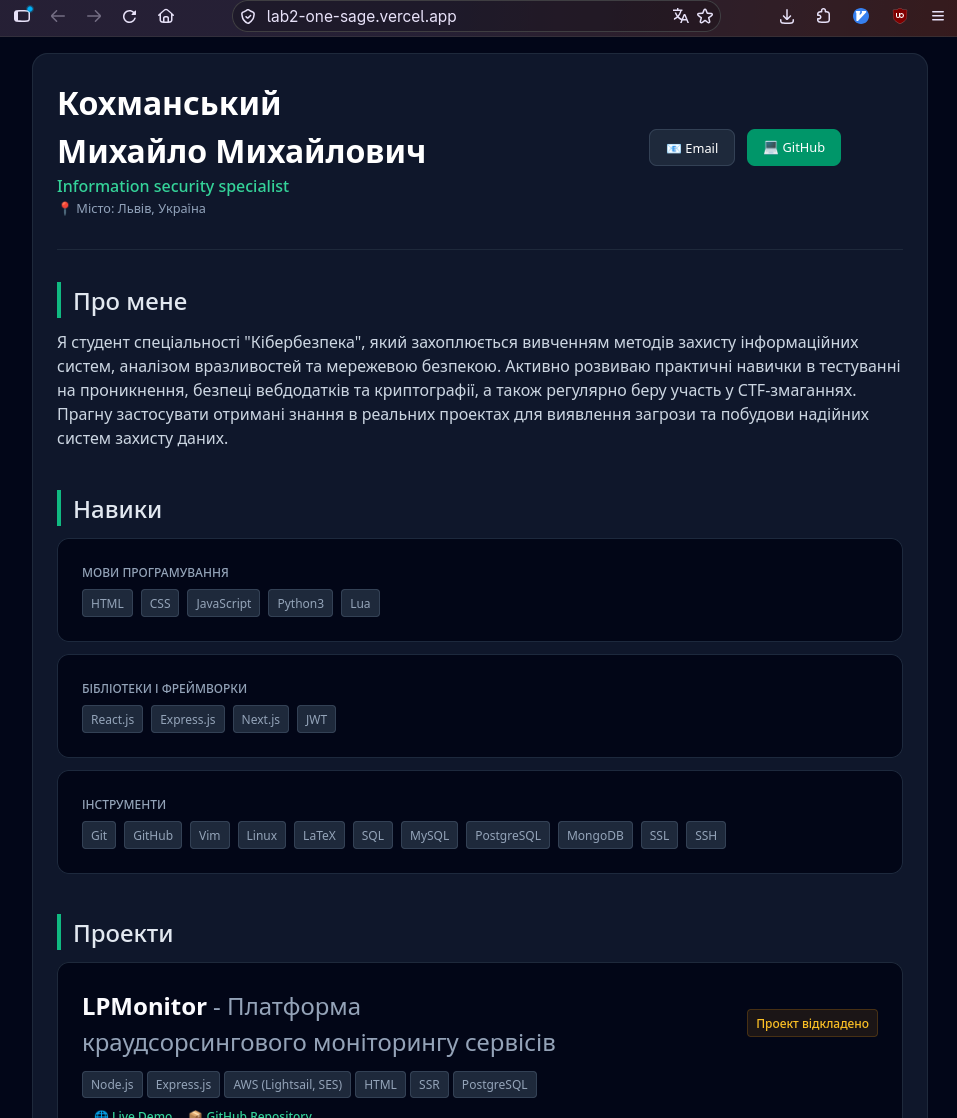 lab2-one-sage.vercel.app
Кохманський
Михайло Михайлович
Information security specialist
📍 Місто: Львів, Україна
📧 Email
💻 GitHub
Про мене
Я студент спеціальності "Кібербезпека", який захоплюється вивченням методів захисту інформаційних
систем, аналізом вразливостей та мережевою безпекою. Активно розвиваю практичні навички в тестуванні
на проникнення, безпеці вебдодатків та криптографії, а також регулярно беру участь у CTF-змаганнях.
Прагну застосувати отримані знання в реальних проектах для виявлення загрози та побудови надійних
систем захисту даних.
Навики
МОВИ ПРОГРАМУВАННЯ
HTML CSS JavaScript Python3 Lua
БІБЛІОТЕКИ І ФРЕЙМВОРКИ
React.js Express.js Next.js JWT
ІНСТРУМЕНТИ
Git GitHub Vim Linux LaTeX SQL MySQL PostgreSQL MongoDB SSL SSH
Проекти
LPMonitor - Платформа
краудсорсингового моніторингу сервісів
Проект відкладено
Node.js Express.js AWS (Lightsail, SES) HTML SSR PostgreSQL
🌐 Live Demo 📦 GitHub Repository